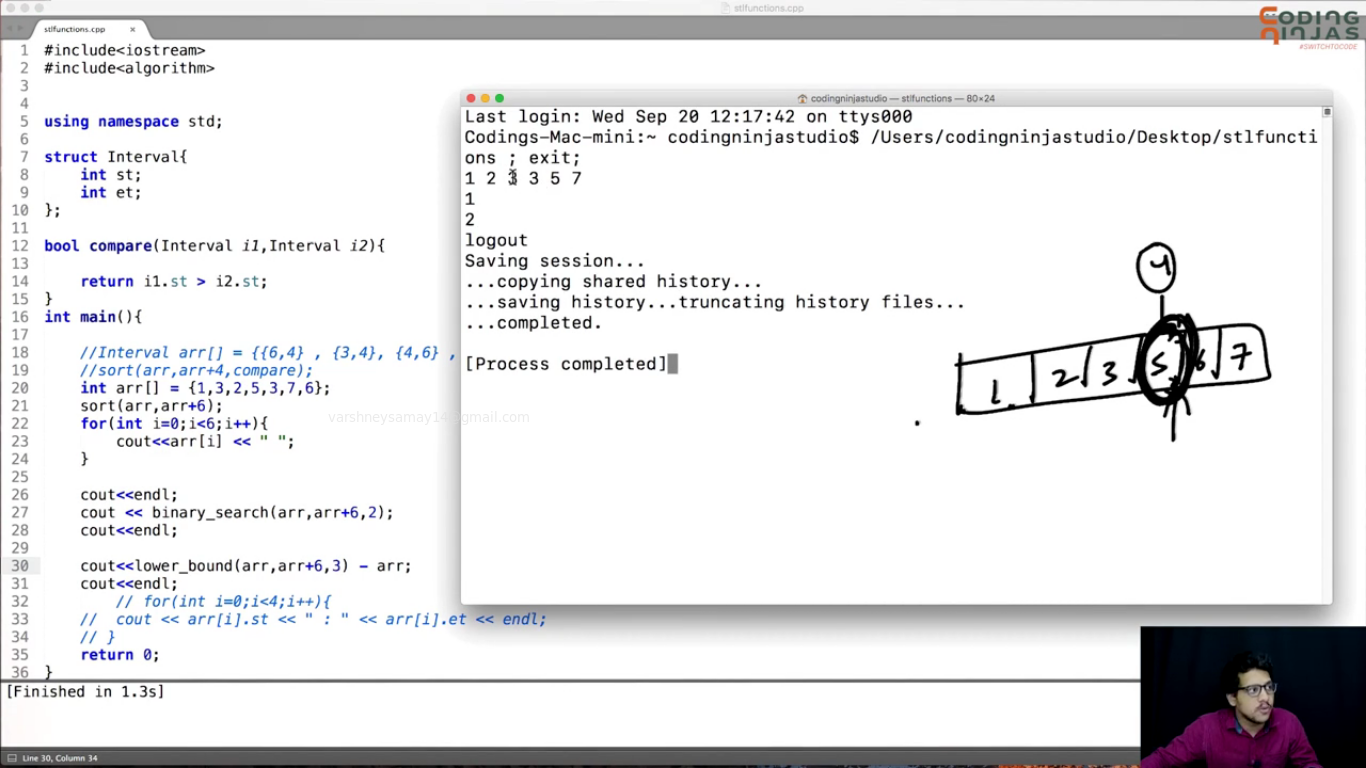 stlfunctions.cpp
CODING
NINJAS
#SWITCHTOCODE
stlfunctions.cpp ×
1 #include<iostream>
2 #include<algorithm>
3
4
5 using namespace std;
6
7 struct Interval{
8 int st;
9 int et;
10 };
11
12 bool compare(Interval i1,Interval i2){
13
14 return i1.st > i2.st;
15 }
16 int main(){
17
18 //Interval arr[] = {{6,4} , {3,4}, {4,6} ,
19 //sort(arr,arr+4,compare);
20 int arr[] = {1,3,2,5,3,7,6};
21 sort(arr,arr+6);
22 for(int i=0;i<6;i++){
23 cout<<arr[i] << " ";
24 }
25
26 cout<<endl;
27 cout << binary_search(arr,arr+6,2);
28 cout<<endl;
29
30 cout<<lower_bound(arr,arr+6,3) - arr;
31 cout<<endl;
32 // for(int i=0;i<4;i++){
33 // cout << arr[i].st << " : " << arr[i].et << endl;
34 // }
35 return 0;
36 }
[Finished in 1.3s]
Line 30, Column 34
codingninjastudio — stlfunctions — 80×24
Last login: Wed Sep 20 12:17:42 on ttys000
Codings-Mac-mini:~ codingninjastudio$ /Users/codingninjastudio/Desktop/stlfuncti
ons ; exit;
1 2 3 3 5 7
1
2
logout
Saving session...
...copying shared history...
...saving history...truncating history files...
...completed.
[Process completed]
4
1 2 3 5 6 7